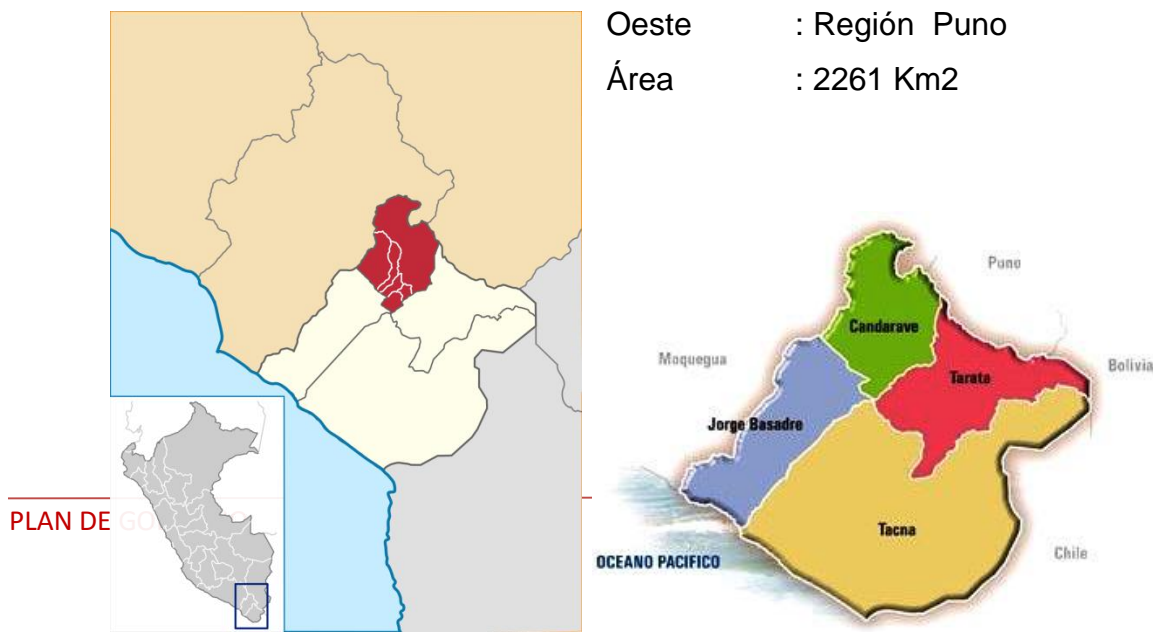 Oeste : Región Puno
Área : 2261 Km2
Puno
Candarave
Moquegua
Bolivia
Tarata
Jorge Basadre
PLAN DE GO
Tacna
Chile
OCEANO PACIFICO